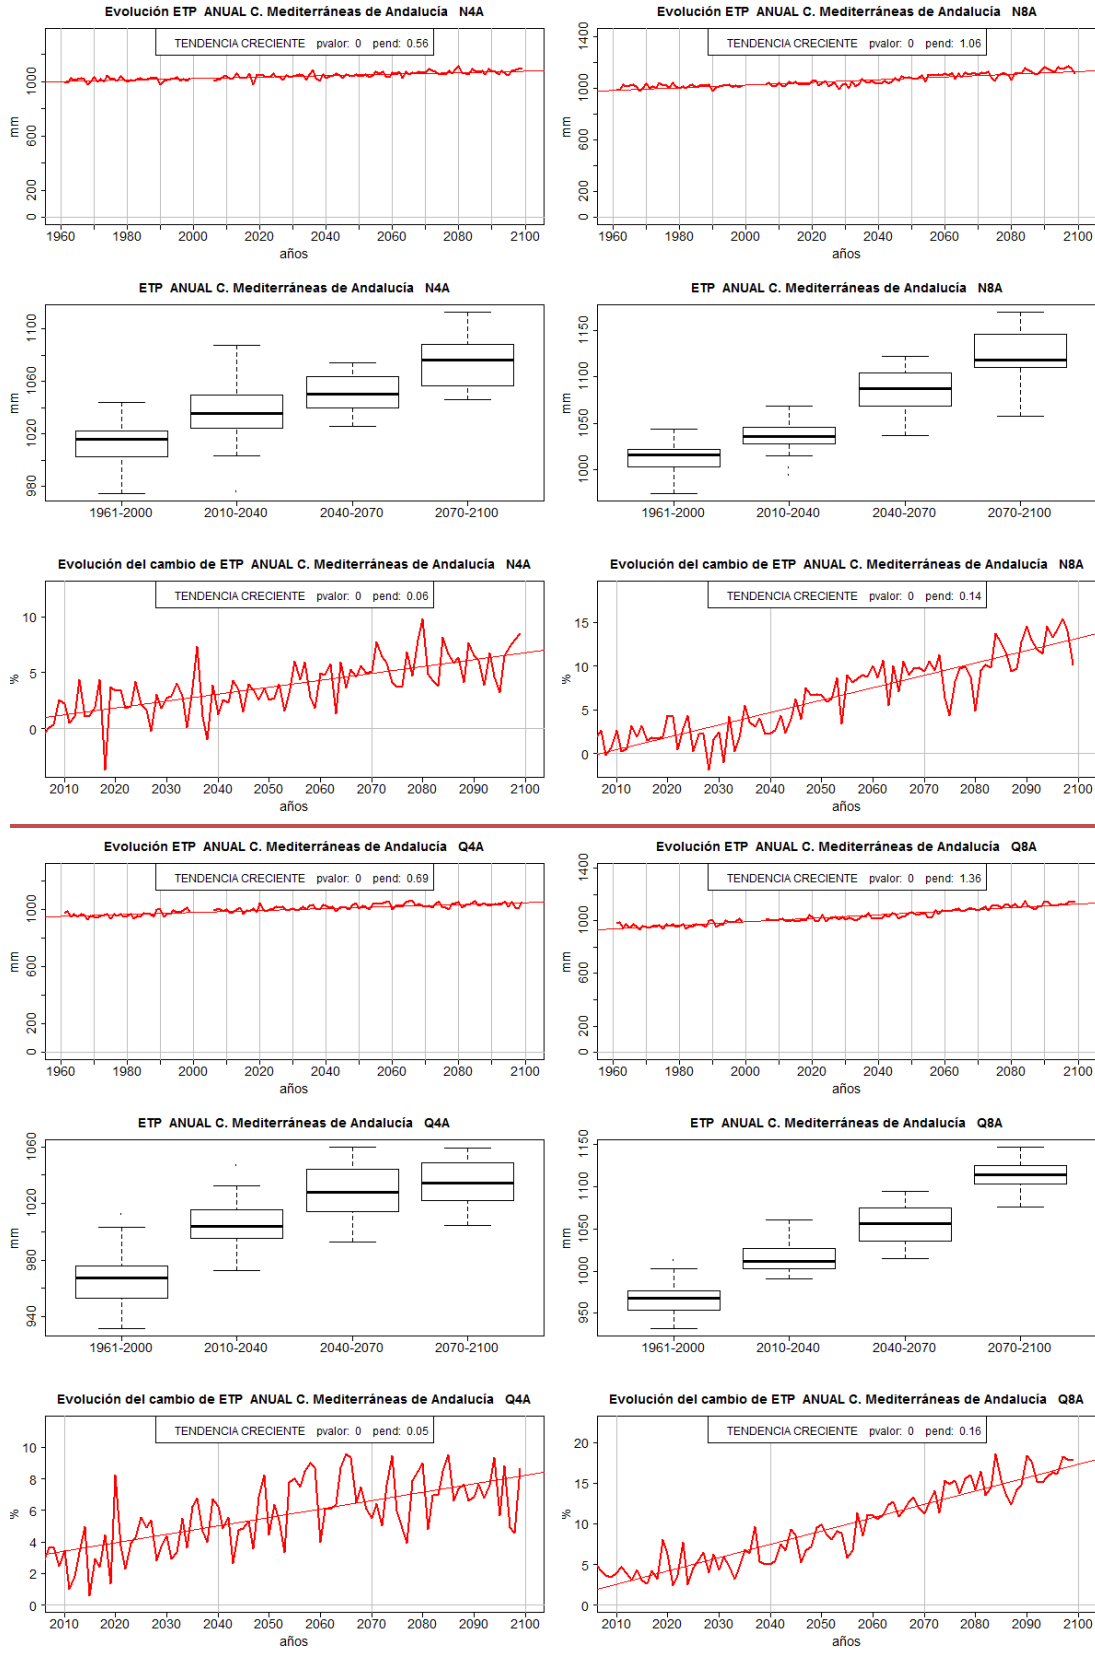 Evolución ETP ANUAL C. Mediterráneas de Andalucía N4A
TENDENCIA CRECIENTE pvalor: 0 pend: 0.56
mm
0 200 600 1000
1960 1980 2000 2020 2040 2060 2080 2100
años
Evolución ETP ANUAL C. Mediterráneas de Andalucía N8A
TENDENCIA CRECIENTE pvalor: 0 pend: 1.06
mm
0 200 600 1000 1400
1960 1980 2000 2020 2040 2060 2080 2100
años
ETP ANUAL C. Mediterráneas de Andalucía N4A
mm
980 1020 1060 1100
1961-2000 2010-2040 2040-2070 2070-2100
ETP ANUAL C. Mediterráneas de Andalucía N8A
mm
1000 1050 1100 1150
1961-2000 2010-2040 2040-2070 2070-2100
Evolución del cambio de ETP ANUAL C. Mediterráneas de Andalucía N4A
TENDENCIA CRECIENTE pvalor: 0 pend: 0.06
%
10
5
0
2010 2020 2030 2040 2050 2060 2070 2080 2090 2100
años
Evolución del cambio de ETP ANUAL C. Mediterráneas de Andalucía N8A
TENDENCIA CRECIENTE pvalor: 0 pend: 0.14
%
15
10
5
0
2010 2020 2030 2040 2050 2060 2070 2080 2090 2100
años
Evolución ETP ANUAL C. Mediterráneas de Andalucía Q4A
TENDENCIA CRECIENTE pvalor: 0 pend: 0.69
mm
0 200 600 1000
1960 1980 2000 2020 2040 2060 2080 2100
años
Evolución ETP ANUAL C. Mediterráneas de Andalucía Q8A
TENDENCIA CRECIENTE pvalor: 0 pend: 1.36
mm
0 200 600 1000 1400
1960 1980 2000 2020 2040 2060 2080 2100
años
ETP ANUAL C. Mediterráneas de Andalucía Q4A
mm
940 980 1020 1060
1961-2000 2010-2040 2040-2070 2070-2100
ETP ANUAL C. Mediterráneas de Andalucía Q8A
mm
950 1000 1050 1100 1150
1961-2000 2010-2040 2040-2070 2070-2100
Evolución del cambio de ETP ANUAL C. Mediterráneas de Andalucía Q4A
TENDENCIA CRECIENTE pvalor: 0 pend: 0.05
%
10
8
6
4
2
0
2010 2020 2030 2040 2050 2060 2070 2080 2090 2100
años
Evolución del cambio de ETP ANUAL C. Mediterráneas de Andalucía Q8A
TENDENCIA CRECIENTE pvalor: 0 pend: 0.16
%
20
15
10
5
0
2010 2020 2030 2040 2050 2060 2070 2080 2090 2100
años